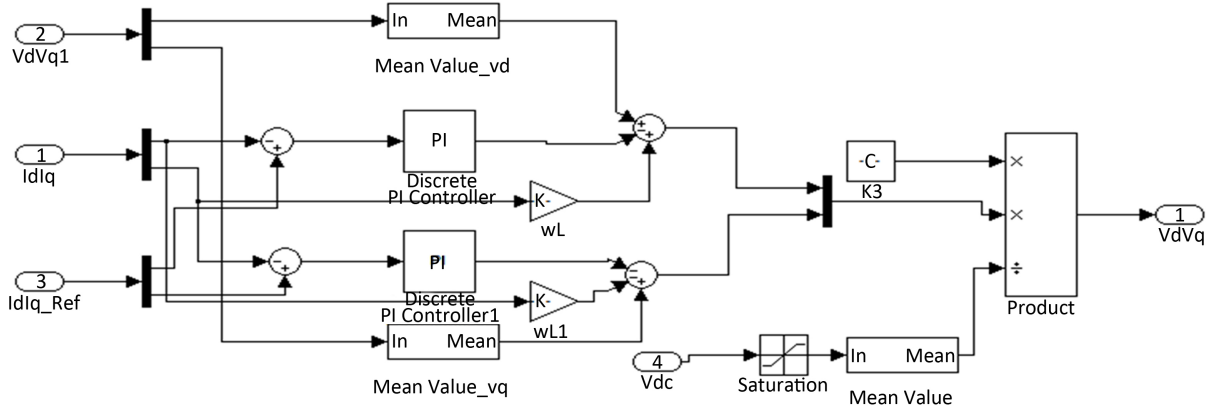 2
VdVq1
In Mean
Mean Value_vd
1
IdIq
PI
Discrete
PI Controller
K-
wL
-C-
K3
×
×
÷
Product
1
VdVq
3
IdIq_Ref
PI
Discrete
PI Controller1
K-
wL1
In Mean
Mean Value_vq
4
Vdc
Saturation
In Mean
Mean Value